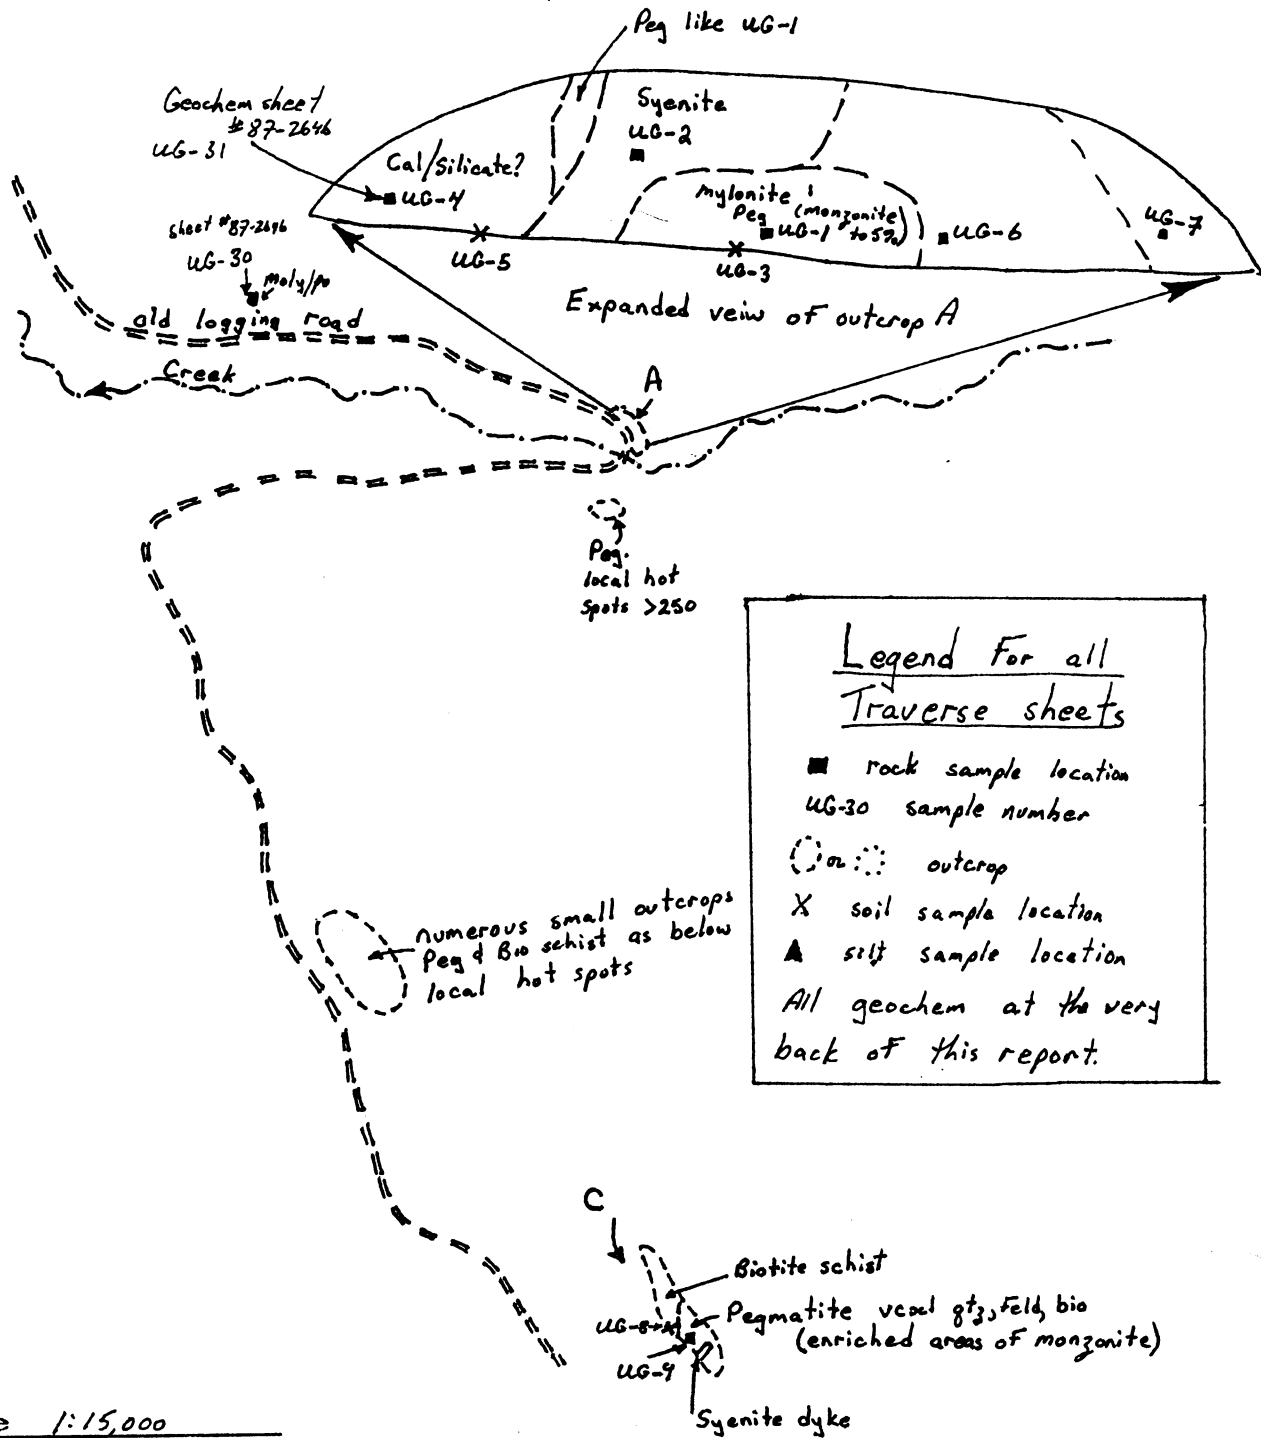 Peg like UG-1
Geochem sheet
#87-2646
UG-31
Syenite
UG-2
Cal/Silicate?
UG-4
Mylonite
Peg (monzonite)
UG-1 to 5%
UG-6
UG-7
UG-5
UG-3
sheet #87-2646
UG-30
moly/po
Expanded veiw of outcrop A
old logging road
Creek
A
Peg.
local hot
spots >250
Legend For all
Traverse sheets
rock sample location
UG-30 sample number
or outcrop
X soil sample location
silt sample location
All geochem at the very
back of this report.
numerous small outcrops
Peg & Bio schist as below
local hot spots
C
Biotite schist
Pegmatite qtz, Feld, bio
(enriched areas of monzonite)
UG-8
UG-9
Syenite dyke
1:15,000